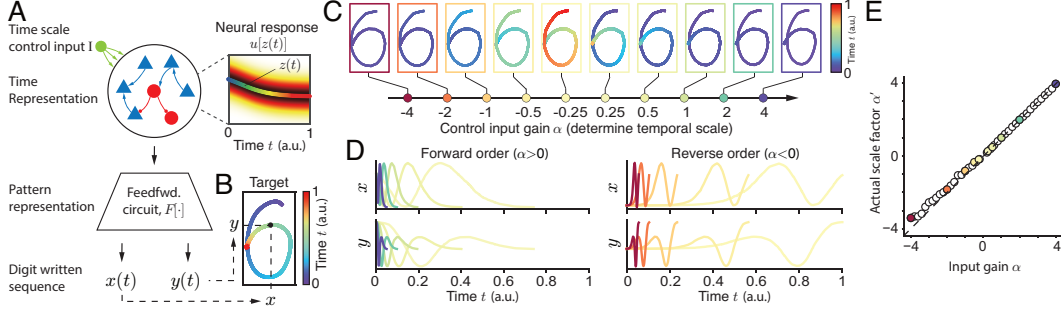 A
Time scale
control input I
Time
Representation
Neural response
u[z(t)]
z(t)
0
1
Time t (a.u.)
Pattern
representation
Feedfwd.
circuit, F[·]
Digit written
sequence
x(t)
y(t)
B
Target
y
x
1
0
Time t (a.u.)
C
1
0
Time t (a.u.)
-4
-2
-1
-0.5
-0.25
0.25
0.5
1
2
4
Control input gain α (determine temporal scale)
D
Forward order (α>0)
Reverse order (α<0)
x
x
y
y
0
0.2
0.4
0.6
0.8
1.0
0
0.2
0.4
0.6
0.8
1.0
Time t (a.u.)
Time t (a.u.)
E
Actual scale factor α'
4
0
-4
-4
0
4
Input gain α